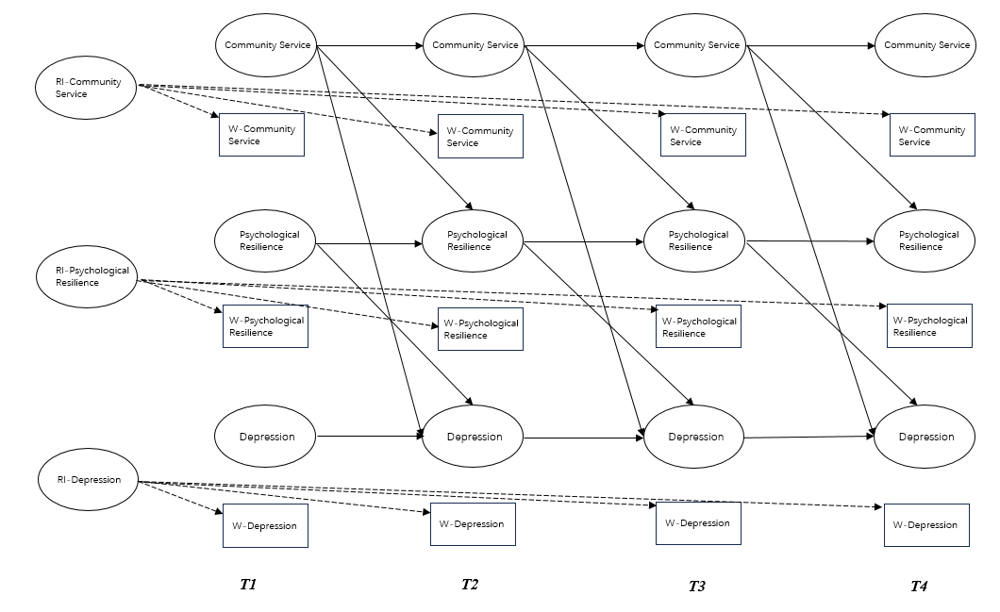 Community Service
Community Service
Community Service
Community Service
RI-Community
Service
W-Community
Service
W-Community
Service
W-Community
Service
W-Community
Service
Psychological
Resilience
Psychological
Resilience
Psychological
Resilience
Psychological
Resilience
RI-Psychological
Resilience
W-Psychological
Resilience
W-Psychological
Resilience
W-Psychological
Resilience
W-Psychological
Resilience
Depression
Depression
Depression
Depression
RI-Depression
W-Depression
W-Depression
W-Depression
W-Depression
T1
T2
T3
T4